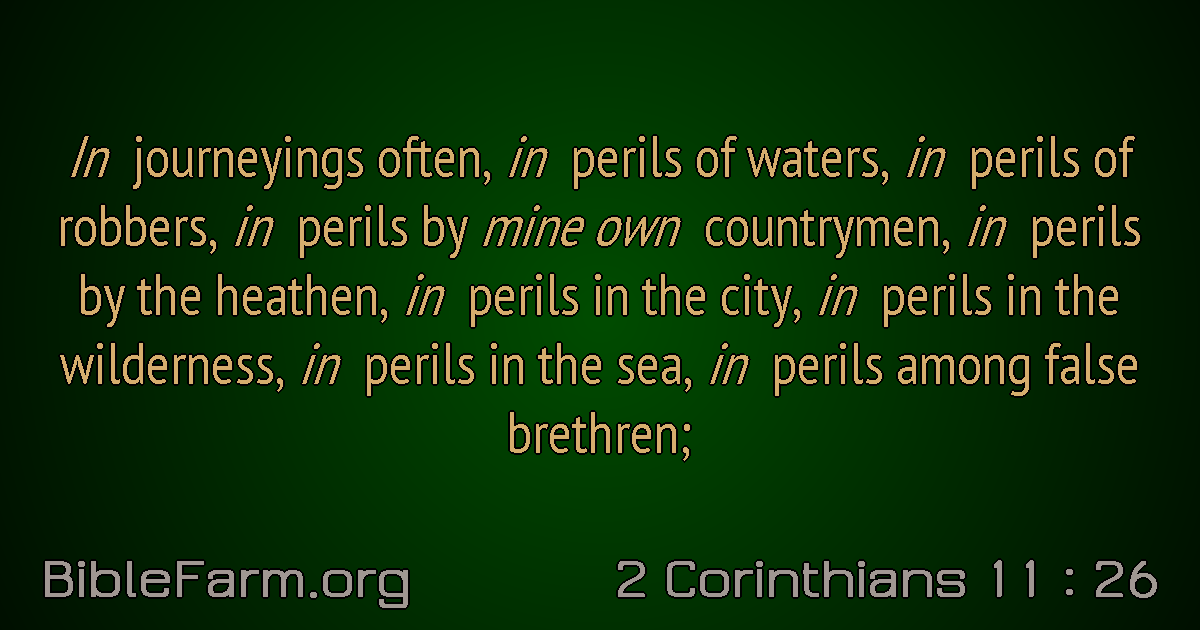 In journeyings often, in perils of waters, in perils of
robbers, in perils by mine own countrymen, in perils
by the heathen, in perils in the city, in perils in the
wilderness, in perils in the sea, in perils among false
brethren;
BibleFarm.org
2 Corinthians 11 : 26